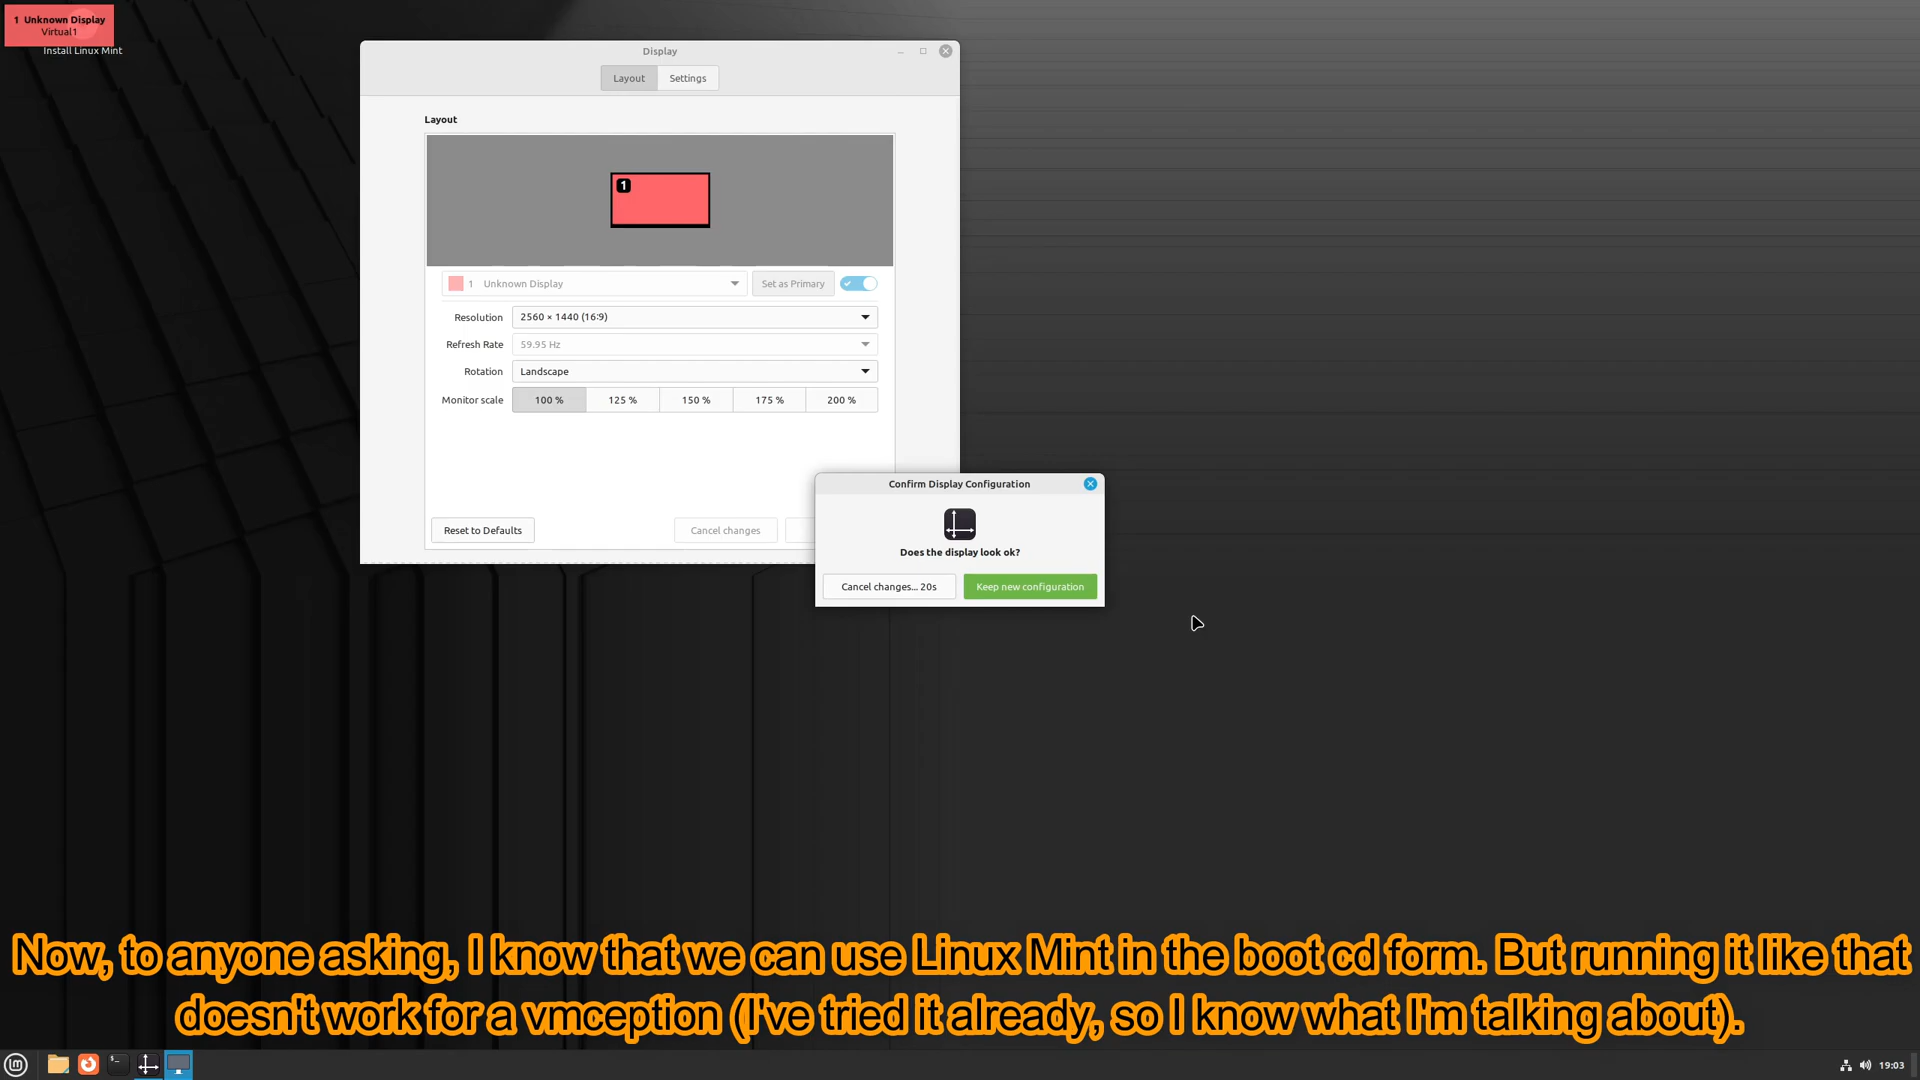 1 Unknown Display
Virtual1
Install Linux Mint
Display
Layout
Settings
Layout
1
1 Unknown Display
Set as Primary
Resolution
2560 × 1440 (16:9)
Refresh Rate
59.95 Hz
Rotation
Landscape
Monitor scale
100 %
125 %
150 %
175 %
200 %
Reset to Defaults
Cancel changes
Confirm Display Configuration
Does the display look ok?
Cancel changes... 20s
Keep new configuration
Now, to anyone asking, I know that we can use Linux Mint in the boot cd form. But running it like that
doesn't work for a vmception (I've tried it already, so I know what I'm talking about).
19:03